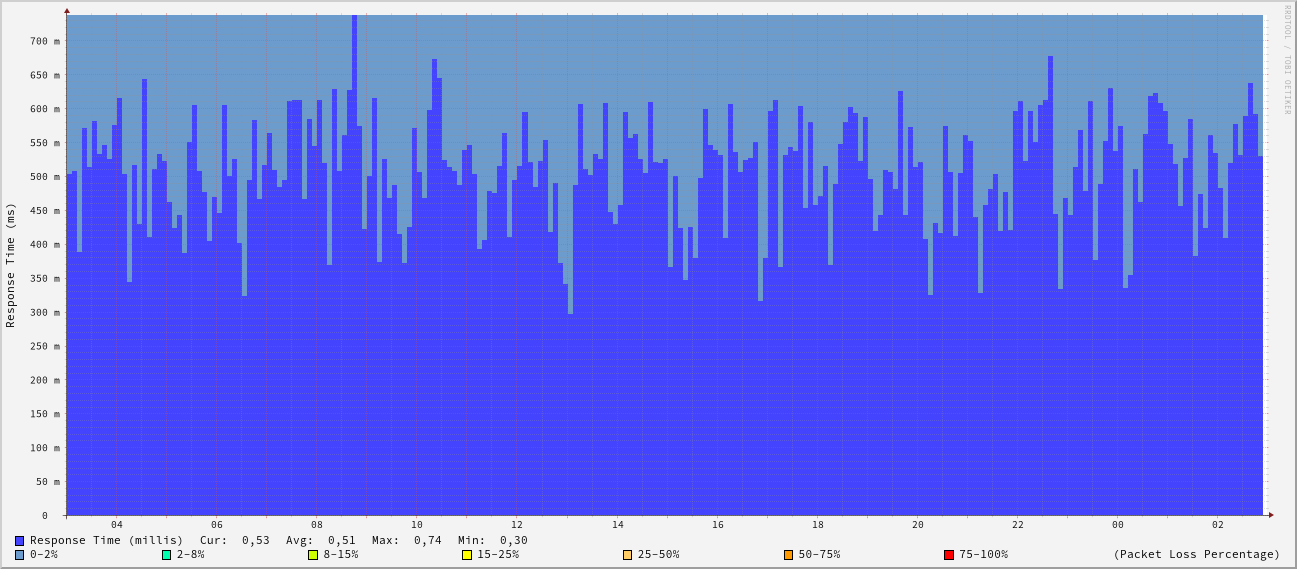 RRDTOOL / TOBI OETIKER
Response Time (ms)
700 m
650 m
600 m
550 m
500 m
450 m
400 m
350 m
300 m
250 m
200 m
150 m
100 m
50 m
0
04 06 08 10 12 14 16 18 20 22 00 02
Response Time (millis) Cur: 0,53 Avg: 0,51 Max: 0,74 Min: 0,30
0-2% 2-8% 8-15% 15-25% 25-50% 50-75% 75-100% (Packet Loss Percentage)